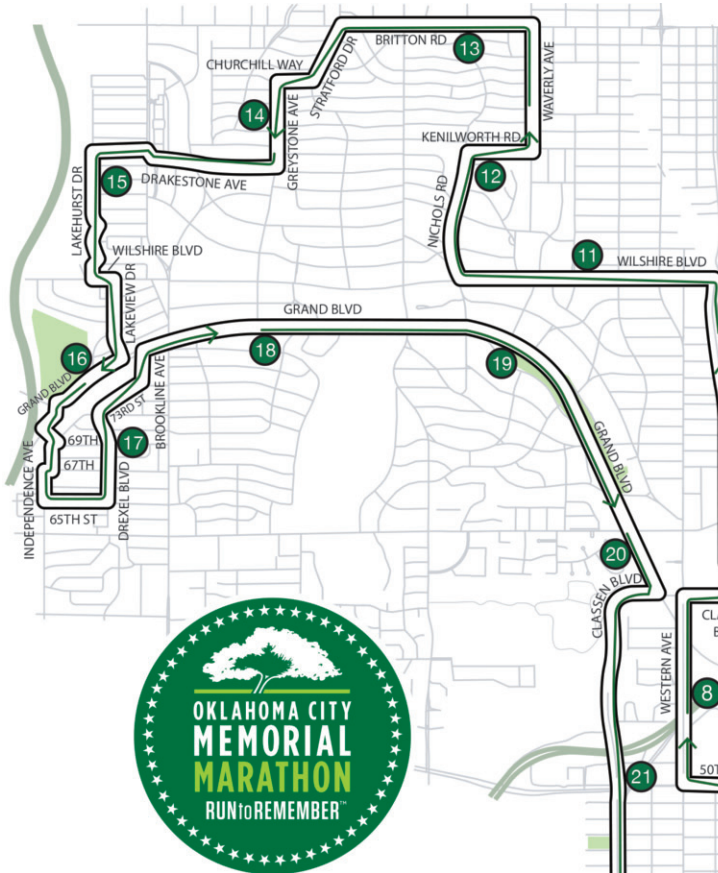 BRITTON RD
13
CHURCHILL WAY
STRATFORD DR
WAVERLY AVE
14
GREYSTONE AVE
KENILWORTH RD
15
DRAKESTONE AVE
12
LAKEHURST DR
NICHOLS RD
WILSHIRE BLVD
11
WILSHIRE BLVD
LAKEVIEW DR
GRAND BLVD
16
18
19
GRAND BLVD
BROOKLINE AVE
73RD ST
GRAND BLVD
69TH
17
67TH
INDEPENDENCE AVE
DREXEL BLVD
65TH ST
20
CLASSEN BLVD
WESTERN AVE
8
21
OKLAHOMA CITY
MEMORIAL
MARATHON
RUN to REMEMBER™